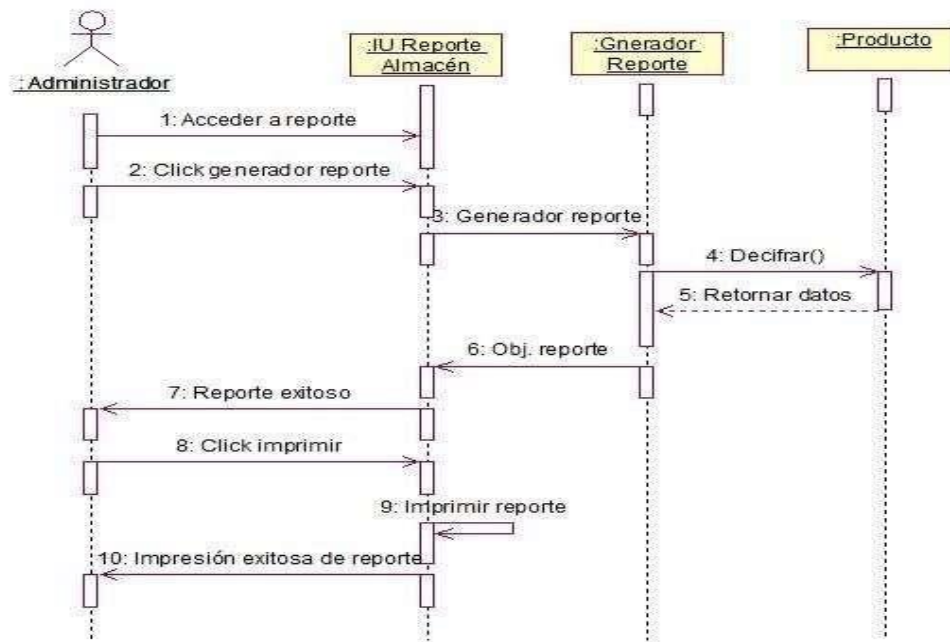 :IU Reporte
Almacén
:Gnerador
Reporte
:Producto
:Administrador
1: Acceder a reporte
2: Click generador reporte
3: Generador reporte
4: Decifrar()
5: Retornar datos
6: Obj. reporte
7: Reporte exitoso
8: Click imprimir
9: Imprimir reporte
10: Impresión exitosa de reporte